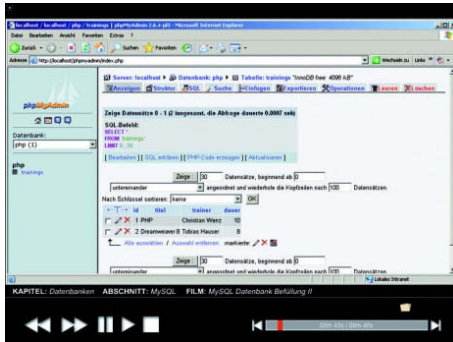 localhost / localhost / php / trainings | phpMyAdmin 2.6.4-pl3 - Microsoft Internet Explorer
Datei Bearbeiten Ansicht Favoriten Extras ?
Zurück Suchen Favoriten
Adresse http://localhost/phpmyadmin/index.php Wechseln zu Links
Server: localhost Datenbank: php Tabelle: trainings "InnoDB free: 4096 kB"
Anzeigen Struktur SQL Suche Einfügen Exportieren Operationen Leeren Löschen
phpMyAdmin
Datenbank:
php (1)
php
trainings
Zeige Datensätze 0 - 1 (2 insgesamt, die Abfrage dauerte 0.0007 sek)
SQL-Befehl:
SELECT *
FROM trainings
LIMIT 0 , 30
[ Bearbeiten ] [ SQL erklären ] [ PHP-Code erzeugen ] [ Aktualisieren ]
Zeige : 30 Datensätze, beginnend ab 0
untereinander angeordnet und wiederhole die Kopfzeilen nach 100 Datensätzen.
Nach Schlüssel sortieren: keine OK
←T→ id titel trainer dauer
1 PHP Christian Wenz 10
2 Dreamweaver 8 Tobias Hauser 8
Alle auswählen / Auswahl entfernen markierte:
Zeige : 30 Datensätze, beginnend ab 0
untereinander angeordnet und wiederhole die Kopfzeilen nach 100 Datensätzen.
Lokales Intranet
KAPITEL: Datenbanken ABSCHNITT: MySQL FILM: MySQL Datenbank Befüllung II